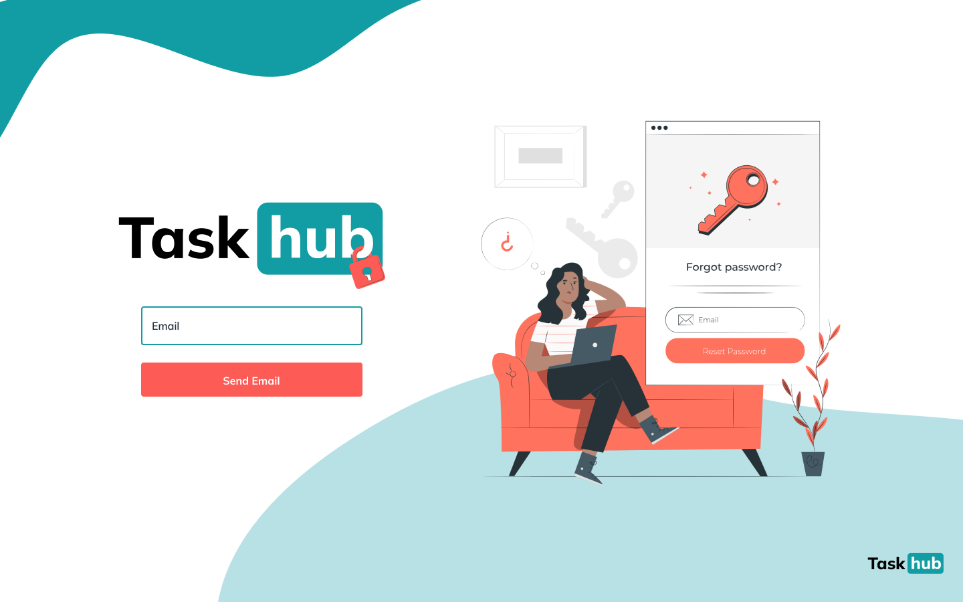 Task hub
Email
Send Email
Forgot password?
Email
Reset Password
Task hub